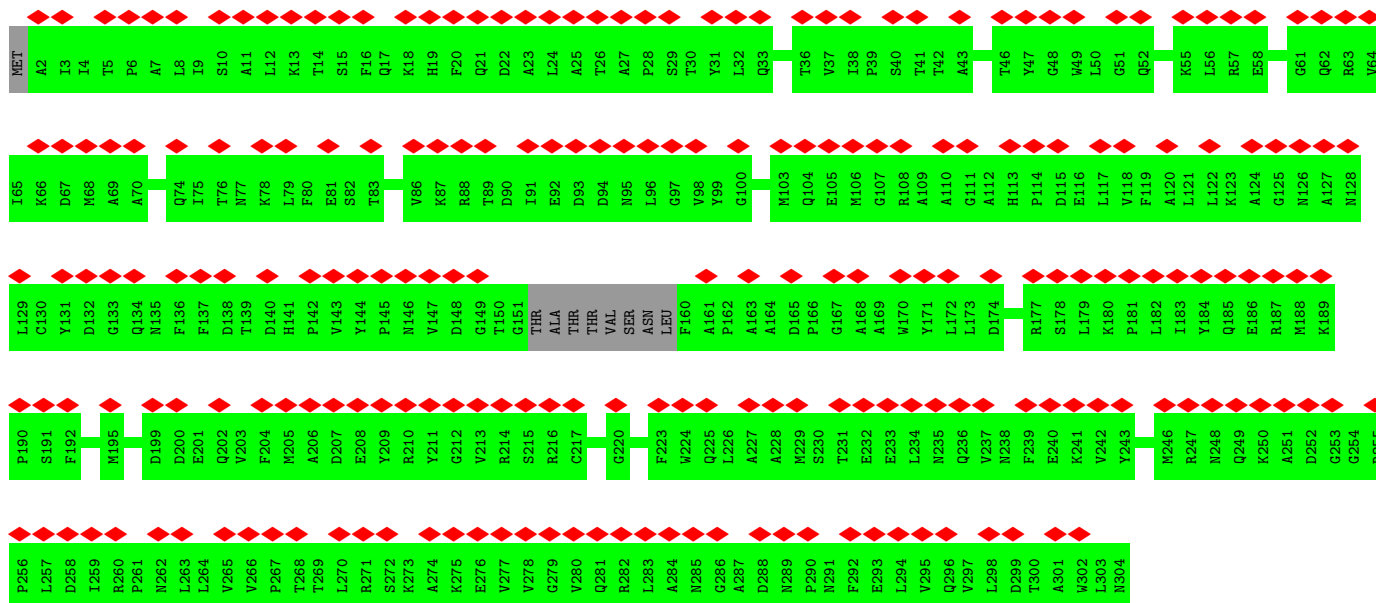 MET A2 I3 I4 T5 P6 A7 L8 I9 S10 A11 L12 K13 T14 S15 F16 Q17 K18 H19 F20 Q21 D22 A23 L24 A25 T26 A27 P28 S29 T30 Y31 L32 Q33 T36 V37 I38 P39 S40 T41 T42 A43 T46 Y47 G48 W49 L50 G51 Q52 K55 L56 R57 E58 G61 Q62 R63 V64
I65 K66 D67 M68 A69 A70 Q74 I75 T76 N77 K78 L79 F80 E81 S82 T83 V86 K87 R88 T89 D90 I91 E92 D93 D94 N95 L96 G97 V98 Y99 G100 M103 Q104 E105 M106 G107 R108 A109 A110 G111 A112 H113 P114 D115 E116 L117 V118 F119 A120 L121 L122 K123 A124 G125 N126 A127 N128
L129 C130 Y131 D132 G133 Q134 N135 F136 F137 D138 T139 D140 H141 P142 V143 Y144 P145 N146 V147 D148 G149 T150 G151 THR ALA THR THR VAL SER ASN LEU F160 A161 P162 A163 A164 D165 P166 G167 A168 A169 W170 Y171 L172 L173 D174 R177 S178 L179 K180 P181 L182 I183 Y184 Q185 E186 R187 M188 K189
P190 S191 F192 M195 D199 D200 E201 Q202 V203 F204 M205 A206 D207 E208 Y209 R210 Y211 G212 V213 R214 S215 R216 C217 G220 F223 W224 Q225 L226 A227 A228 M229 S230 T231 E232 E233 L234 N235 Q236 V237 N238 F239 E240 K241 V242 Y243 M246 R247 N248 Q249 K250 A251 D252 G253 G254 R255
P256 L257 D258 I259 R260 P261 N262 L263 L264 V265 V266 P267 T268 T269 L270 R271 S272 K273 A274 K275 E276 V277 V278 G279 V280 Q281 R282 L283 A284 N285 G286 A287 D288 N289 P290 N291 F292 E293 L294 V295 Q296 V297 L298 D299 T300 A301 W302 L303 N304